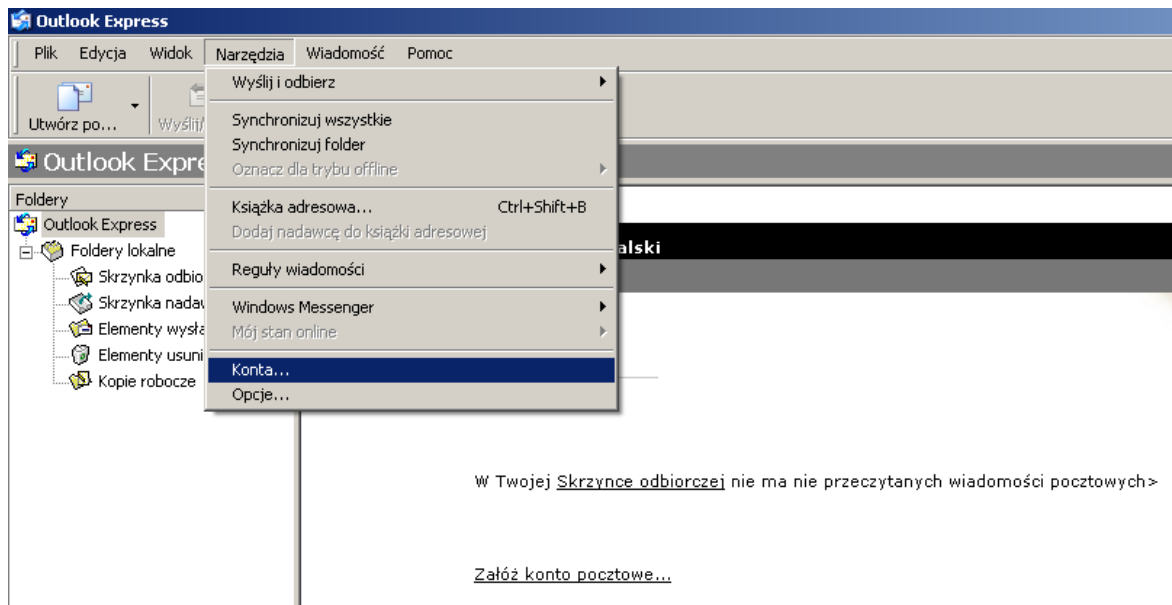 Outlook Express
Plik Edycja Widok Narzędzia Wiadomość Pomoc
Utwórz po... Wyślij/
Outlook Expre
Wyślij i odbierz
Synchronizuj wszystkie
Synchronizuj folder
Oznacz dla trybu offline
Książka adresowa... Ctrl+Shift+B
Dodaj nadawcę do książki adresowej
Reguły wiadomości
Windows Messenger
Mój stan online
Konta...
Opcje...
Foldery
Outlook Express
Foldery lokalne
Skrzynka odbio
Skrzynka nadaw
Elementy wysła
Elementy usuni
Kopie robocze
alski
W Twojej Skrzynce odbiorczej nie ma nie przeczytanych wiadomości pocztowych>
Załóż konto pocztowe...